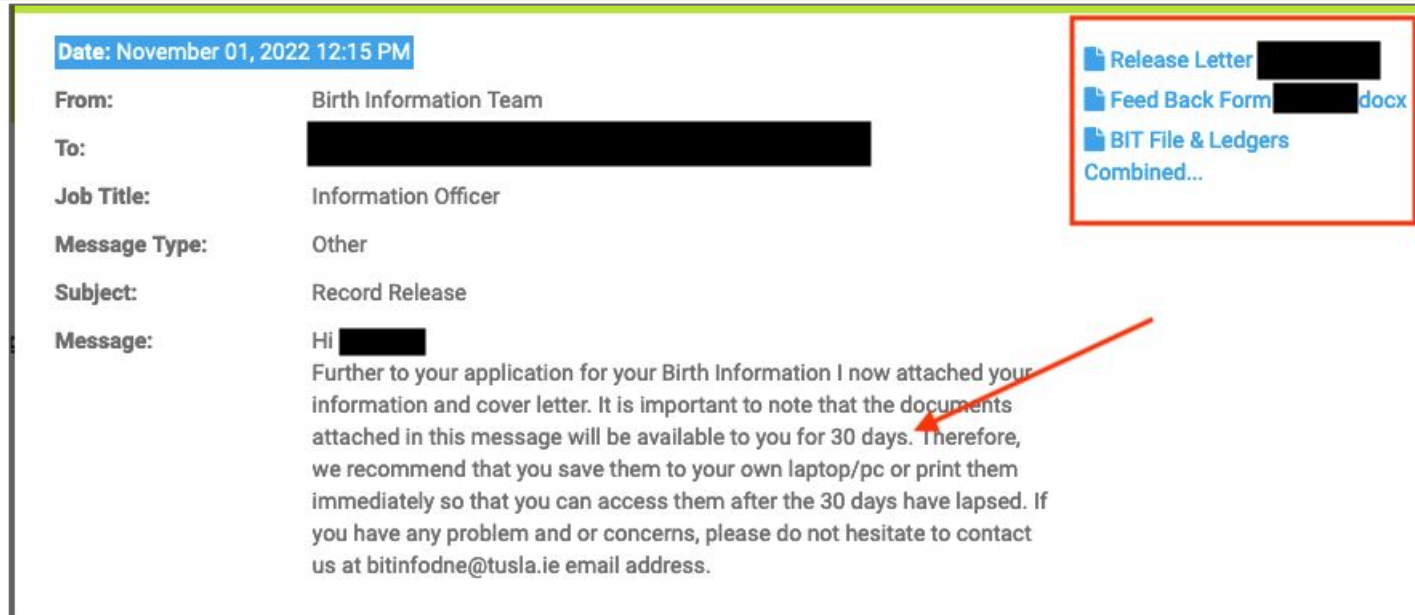 Date: November 01, 2022 12:15 PM
From: Birth Information Team
To:
Job Title: Information Officer
Message Type: Other
Subject: Record Release
Message: Hi
Further to your application for your Birth Information I now attached your
information and cover letter. It is important to note that the documents
attached in this message will be available to you for 30 days. Therefore,
we recommend that you save them to your own laptop/pc or print them
immediately so that you can access them after the 30 days have lapsed. If
you have any problem and or concerns, please do not hesitate to contact
us at bitinfodne@tusla.ie email address.
Release Letter
Feed Back Form docx
BIT File & Ledgers
Combined...